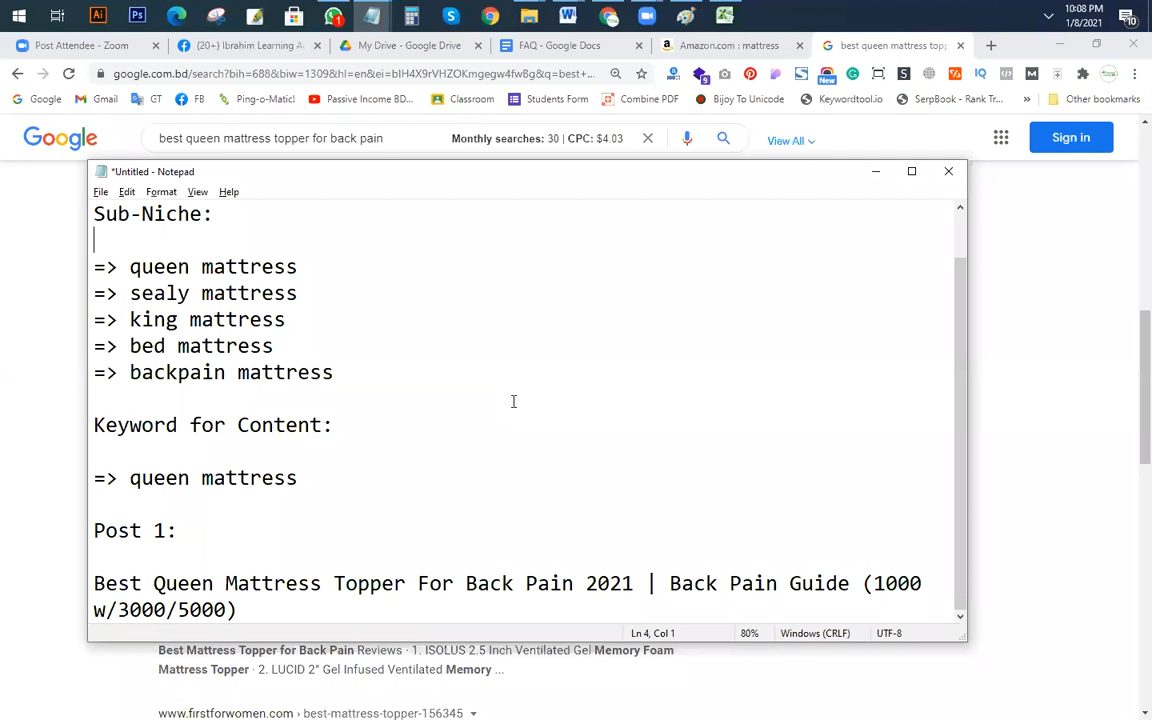 10:08 PM
1/8/2021
10
Post Attendee - Zoom
(20+) Ibrahim Learning A
My Drive - Google Drive
FAQ - Google Docs
Amazon.com : mattress
best queen mattress topp
google.com.bd/search?bih=688&biw=1309&hl=en&ei=blH4X9rVHZOKmgegw4fwBg&q=best+...
Google
Gmail
GT
FB
Ping-o-Matic!
Passive Income BD...
Classroom
Students Form
Combine PDF
Bijoy To Unicode
Keywordtool.io
SerpBook - Rank Tr...
Other bookmarks
Google
best queen mattress topper for back pain
Monthly searches: 30 | CPC: $4.03
View All
Sign in
*Untitled - Notepad
File Edit Format View Help
Sub-Niche:
=> queen mattress
=> sealy mattress
=> king mattress
=> bed mattress
=> backpain mattress
Keyword for Content:
=> queen mattress
Post 1:
Best Queen Mattress Topper For Back Pain 2021 | Back Pain Guide (1000
w/3000/5000)
Ln 4, Col 1
80%
Windows (CRLF)
UTF-8
Best Mattress Topper for Back Pain Reviews · 1. ISOLUS 2.5 Inch Ventilated Gel Memory Foam
Mattress Topper · 2. LUCID 2" Gel Infused Ventilated Memory ...
www.firstforwomen.com › best-mattress-topper-156345